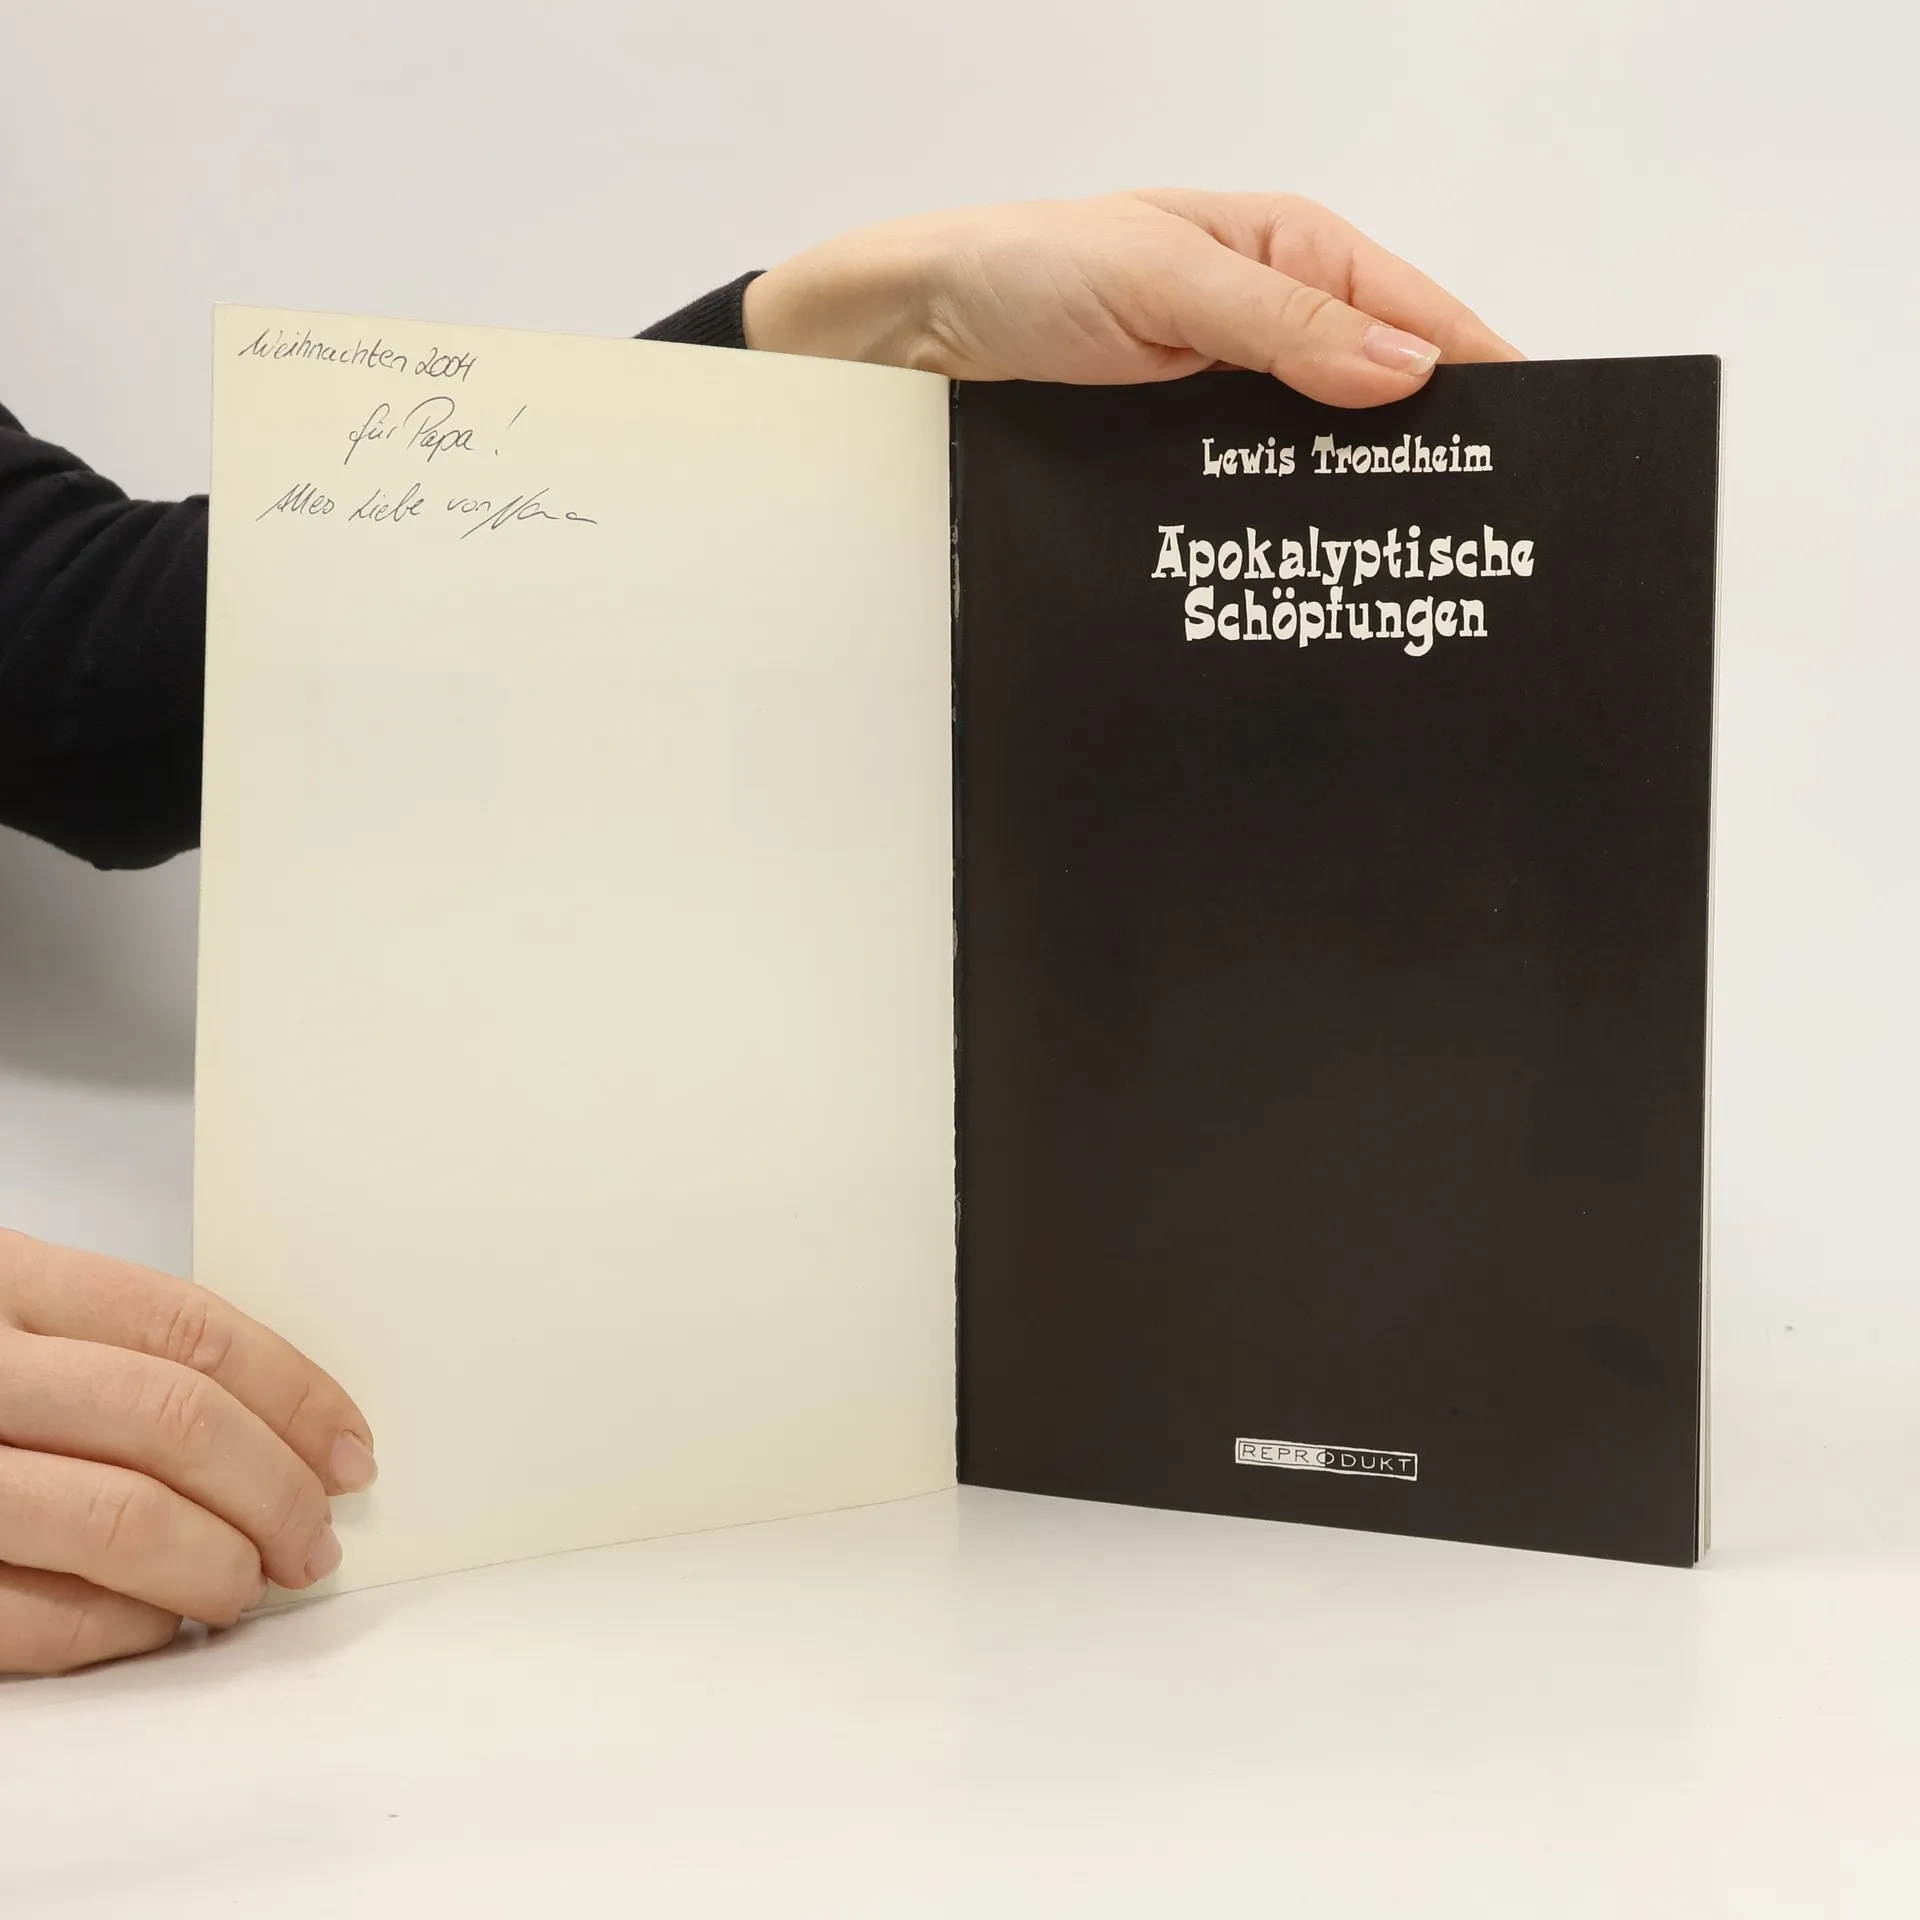 Weihnachten 2004
für Papa!
Alles Liebe von
Lewis Trondheim
Apokalyptische
Schöpfungen
REPRODUKT